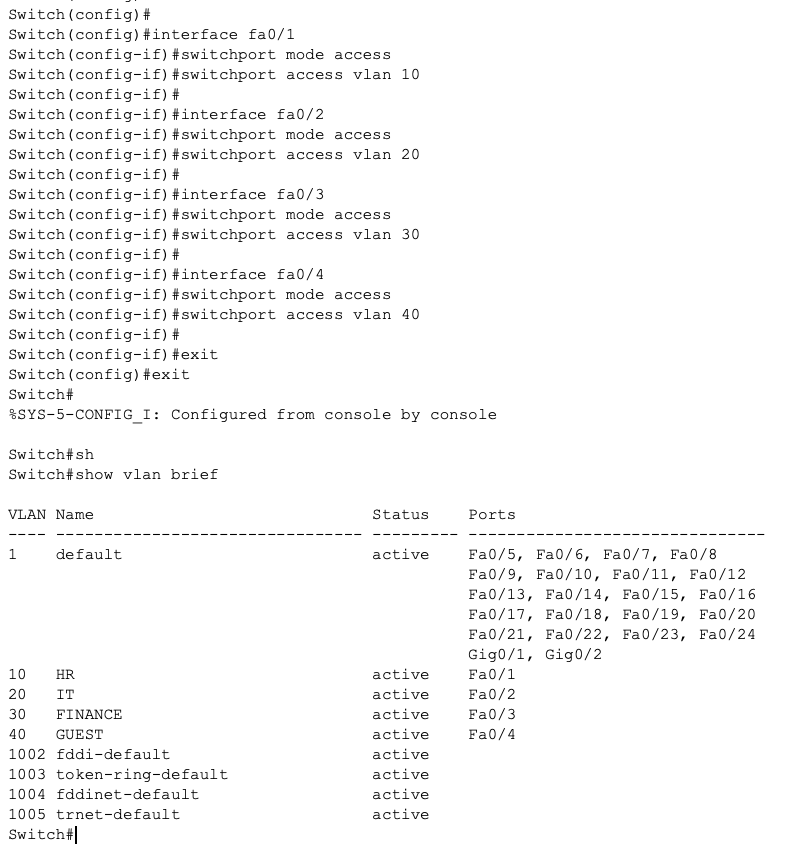 Switch(config)#
Switch(config)#interface fa0/1
Switch(config-if)#switchport mode access
Switch(config-if)#switchport access vlan 10
Switch(config-if)#
Switch(config-if)#interface fa0/2
Switch(config-if)#switchport mode access
Switch(config-if)#switchport access vlan 20
Switch(config-if)#
Switch(config-if)#interface fa0/3
Switch(config-if)#switchport mode access
Switch(config-if)#switchport access vlan 30
Switch(config-if)#
Switch(config-if)#interface fa0/4
Switch(config-if)#switchport mode access
Switch(config-if)#switchport access vlan 40
Switch(config-if)#
Switch(config-if)#exit
Switch(config)#exit
Switch#
%SYS-5-CONFIG_I: Configured from console by console

Switch#sh
Switch#show vlan brief

VLAN Name                             Status    Ports
---- -------------------------------- --------- -------------------------------
1    default                          active    Fa0/5, Fa0/6, Fa0/7, Fa0/8
                                                Fa0/9, Fa0/10, Fa0/11, Fa0/12
                                                Fa0/13, Fa0/14, Fa0/15, Fa0/16
                                                Fa0/17, Fa0/18, Fa0/19, Fa0/20
                                                Fa0/21, Fa0/22, Fa0/23, Fa0/24
                                                Gig0/1, Gig0/2
10   HR                               active    Fa0/1
20   IT                               active    Fa0/2
30   FINANCE                          active    Fa0/3
40   GUEST                            active    Fa0/4
1002 fddi-default                     active
1003 token-ring-default               active
1004 fddinet-default                  active
1005 trnet-default                    active
Switch#